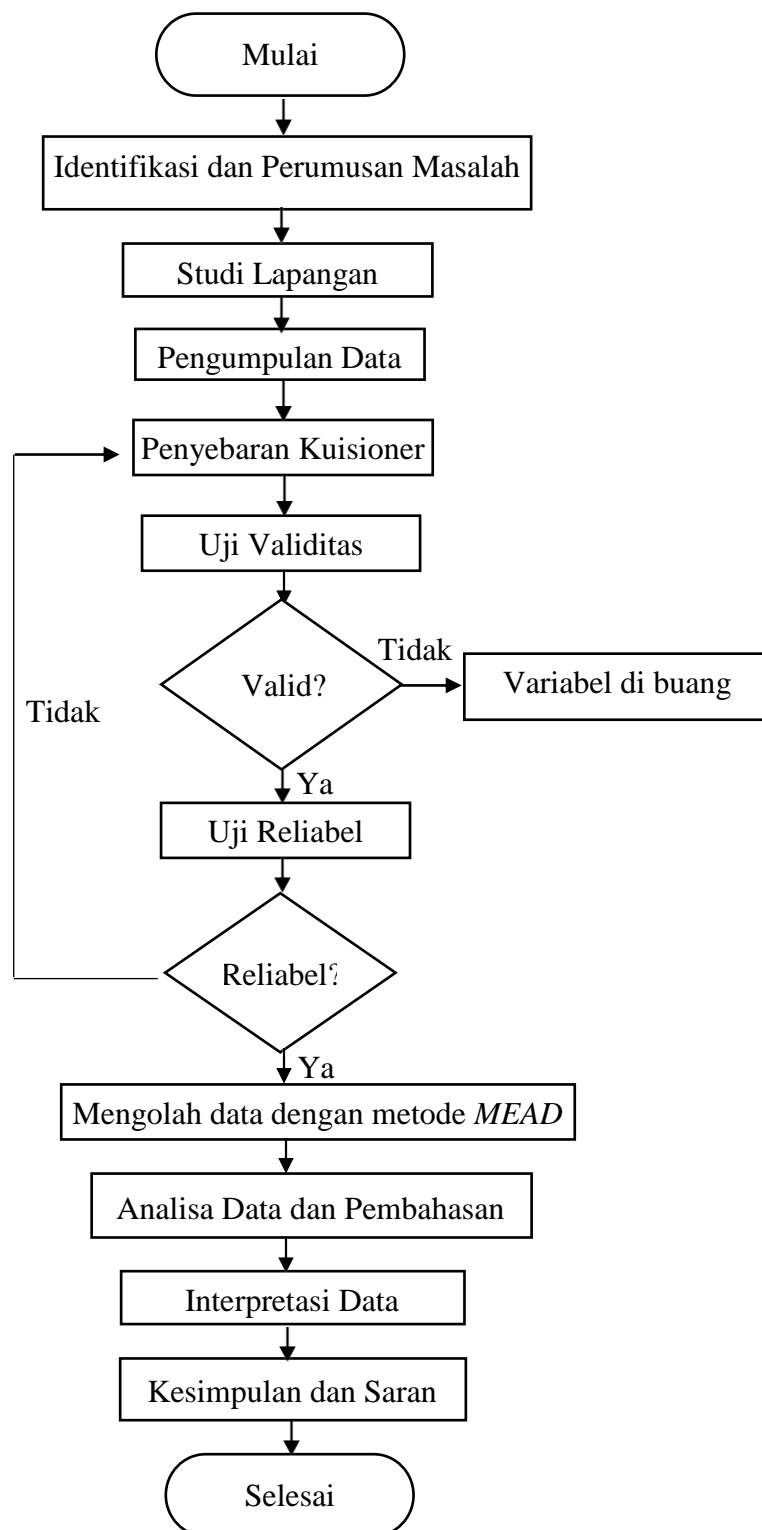 Mulai
Identifikasi dan Perumusan Masalah
Studi Lapangan
Pengumpulan Data
Penyebaran Kuisioner
Uji Validitas
Valid?
Tidak
Variabel di buang
Tidak
Ya
Uji Reliabel
Reliabel?
Ya
Mengolah data dengan metode MEAD
Analisa Data dan Pembahasan
Interpretasi Data
Kesimpulan dan Saran
Selesai